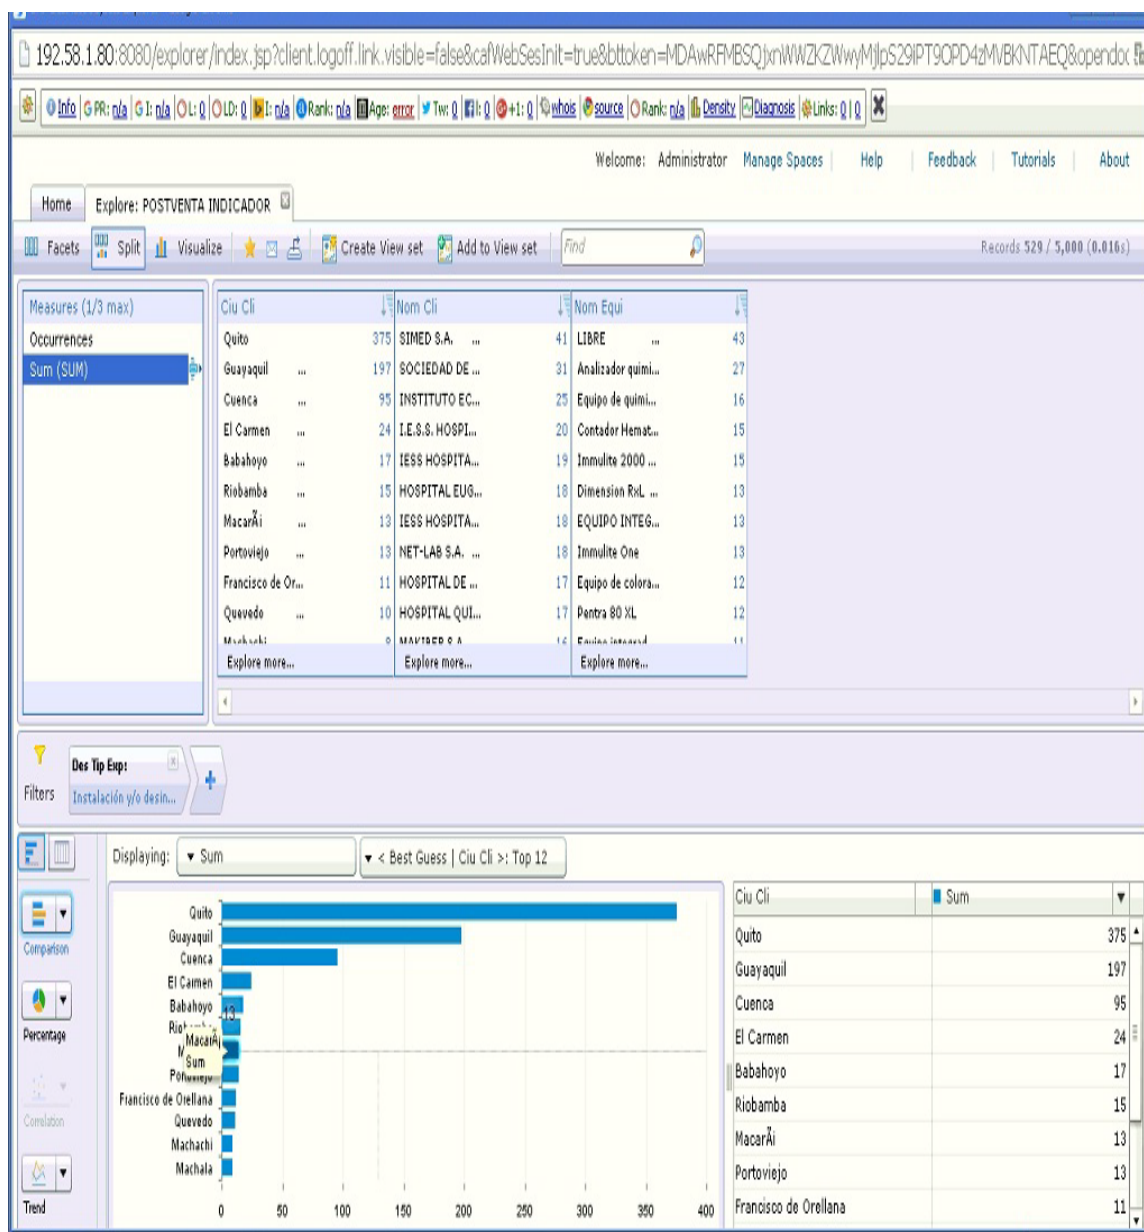 192.58.1.80:8080/explorer/index.jsp?client.logoff.link.visible=false&cafWebSesInit=true&bttoken=
Info GPR: n/a G I: n/a L: 0 LD: 0 I: n/a Rank: n/a Age: error Tw: 0 I: 0 +1: 0 whois source Rank: n/a Density Diagnosis Links: 0 | 0
Welcome: Administrator Manage Spaces | Help | Feedback | Tutorials | About
Home Explore: POSTVENTA INDICADOR
Facets Split Visualize Create View set Add to View set Find Records 529 / 5,000 (0.016s)
Measures (1/3 max)
Occurrences
Sum (SUM)
Ciu Cli
Quito 375
Guayaquil ... 197
Cuenca ... 95
El Carmen ... 24
Babahoyo ... 17
Riobamba ... 15
MacarÃ¡ ... 13
Portoviejo ... 13
Francisco de Or... 11
Quevedo ... 10
Explore more...
Nom Cli
SIMED S.A. ... 41
SOCIEDAD DE ... 31
INSTITUTO EC... 25
I.E.S.S. HOSPI... 20
IESS HOSPITA... 19
HOSPITAL EUG... 18
IESS HOSPITA... 18
NET-LAB S.A. ... 18
HOSPITAL DE ... 17
HOSPITAL QUI... 17
Explore more...
Nom Equi
LIBRE ... 43
Analizador quimi... 27
Equipo de quimi... 16
Contador Hemat... 15
Immulite 2000 ... 15
Dimension RxL ... 13
EQUIPO INTEG... 13
Immulite One 13
Equipo de colora... 12
Pentra 80 XL 12
Explore more...
Filters
Des Tip Exp:
Instalación y/o desin...
Displaying: Sum < Best Guess | Ciu Cli >: Top 12
Comparison
Percentage
Correlation
Trend
Quito
Guayaquil
Cuenca
El Carmen
Babahoyo
13
MacarÃ¡
Sum
Francisco de Orellana
Quevedo
Machachi
Machala
0 50 100 150 200 250 300 350 400
Ciu Cli Sum
Quito 375
Guayaquil 197
Cuenca 95
El Carmen 24
Babahoyo 17
Riobamba 15
MacarÃ¡ 13
Portoviejo 13
Francisco de Orellana 11